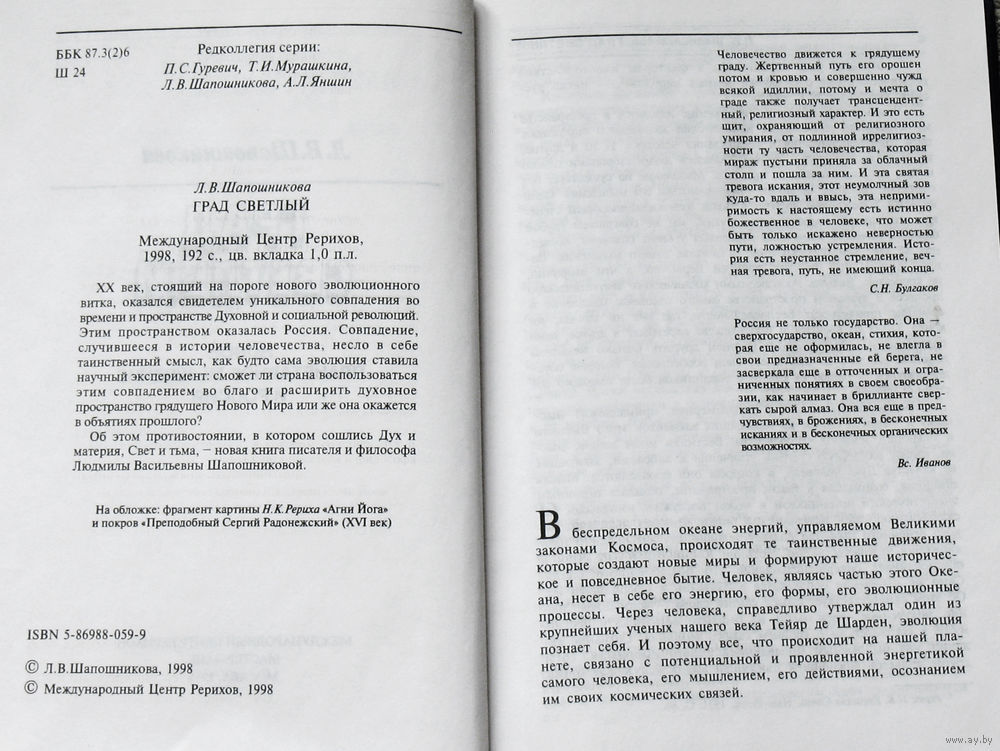 ББК 87.3(2)6
Ш 24
Редколлегия серии:
П.С.Гуревич, Т.И.Мурашкина,
Л.В.Шапошникова, А.Л.Яншин
Л.В.Шапошникова
ГРАД СВЕТЛЫЙ
Международный Центр Рерихов,
1998, 192 с., цв. вкладка 1,0 п.л.
XX век, стоящий на пороге нового эволюционного
витка, оказался свидетелем уникального совпадения во
времени и пространстве Духовной и социальной революций.
Этим пространством оказалась Россия. Совпадение,
случившееся в истории человечества, несло в себе
таинственный смысл, как будто сама эволюция ставила
научный эксперимент: сможет ли страна воспользоваться
этим совпадением во благо и расширить духовное
пространство грядущего Нового Мира или же она окажется
в объятиях прошлого?
Об этом противостоянии, в котором сошлись Дух и
материя, Свет и тьма, – новая книга писателя и философа
Людмилы Васильевны Шапошниковой.
На обложке: фрагмент картины Н.К.Рериха «Агни Йога»
и покров «Преподобный Сергий Радонежский» (XVI век)
ISBN 5-86988-059-9
© Л.В.Шапошникова, 1998
© Международный Центр Рерихов, 1998
Человечество движется к грядущему
граду. Жертвенный путь его орошен
потом и кровью и совершенно чужд
всякой идиллии, потому и мечта о
граде также получает трансцендент-
ный, религиозный характер. И это есть
щит, охраняющий от религиозного
умирания, от подлинной иррелигиоз-
ности ту часть человечества, которая
мираж пустыни приняла за облачный
столп и пошла за ним. И эта святая
тревога искания, этот неумолчный зов
куда-то вдаль и ввысь, эта неприми-
римость к настоящему есть истинно
божественное в человеке, что может
быть только искажено неверностью
пути, ложностью устремления. Исто-
рия есть неустанное стремление, веч-
ная тревога, путь, не имеющий конца.
С.Н. Булгаков
Россия не только государство. Она –
сверхгосударство, океан, стихия, кото-
рая еще не оформилась, не влегла в
свои предназначенные ей берега, не
засверкала еще в отточенных и огра-
ниченных понятиях в своем своеобра-
зии, как начинает в бриллианте свер-
кать сырой алмаз. Она вся еще в пред-
чувствиях, в брожениях, в бесконечных
исканиях и в бесконечных органических
возможностях.
Вс. Иванов
В беспредельном океане энергий, управляемом Великими
законами Космоса, происходят те таинственные движения,
которые создают новые миры и формируют наше историчес-
кое и повседневное бытие. Человек, являясь частью этого Оке-
ана, несет в себе его энергию, его формы, его эволюционные
процессы. Через человека, справедливо утверждал один из
крупнейших ученых нашего века Тейяр де Шарден, эволюция
познает себя. И поэтому все, что происходит на нашей пла-
нете, связано с потенциальной и проявленной энергетикой
самого человека, его мышлением, его действиями, осознанием
им своих космических связей.
www.ay.by